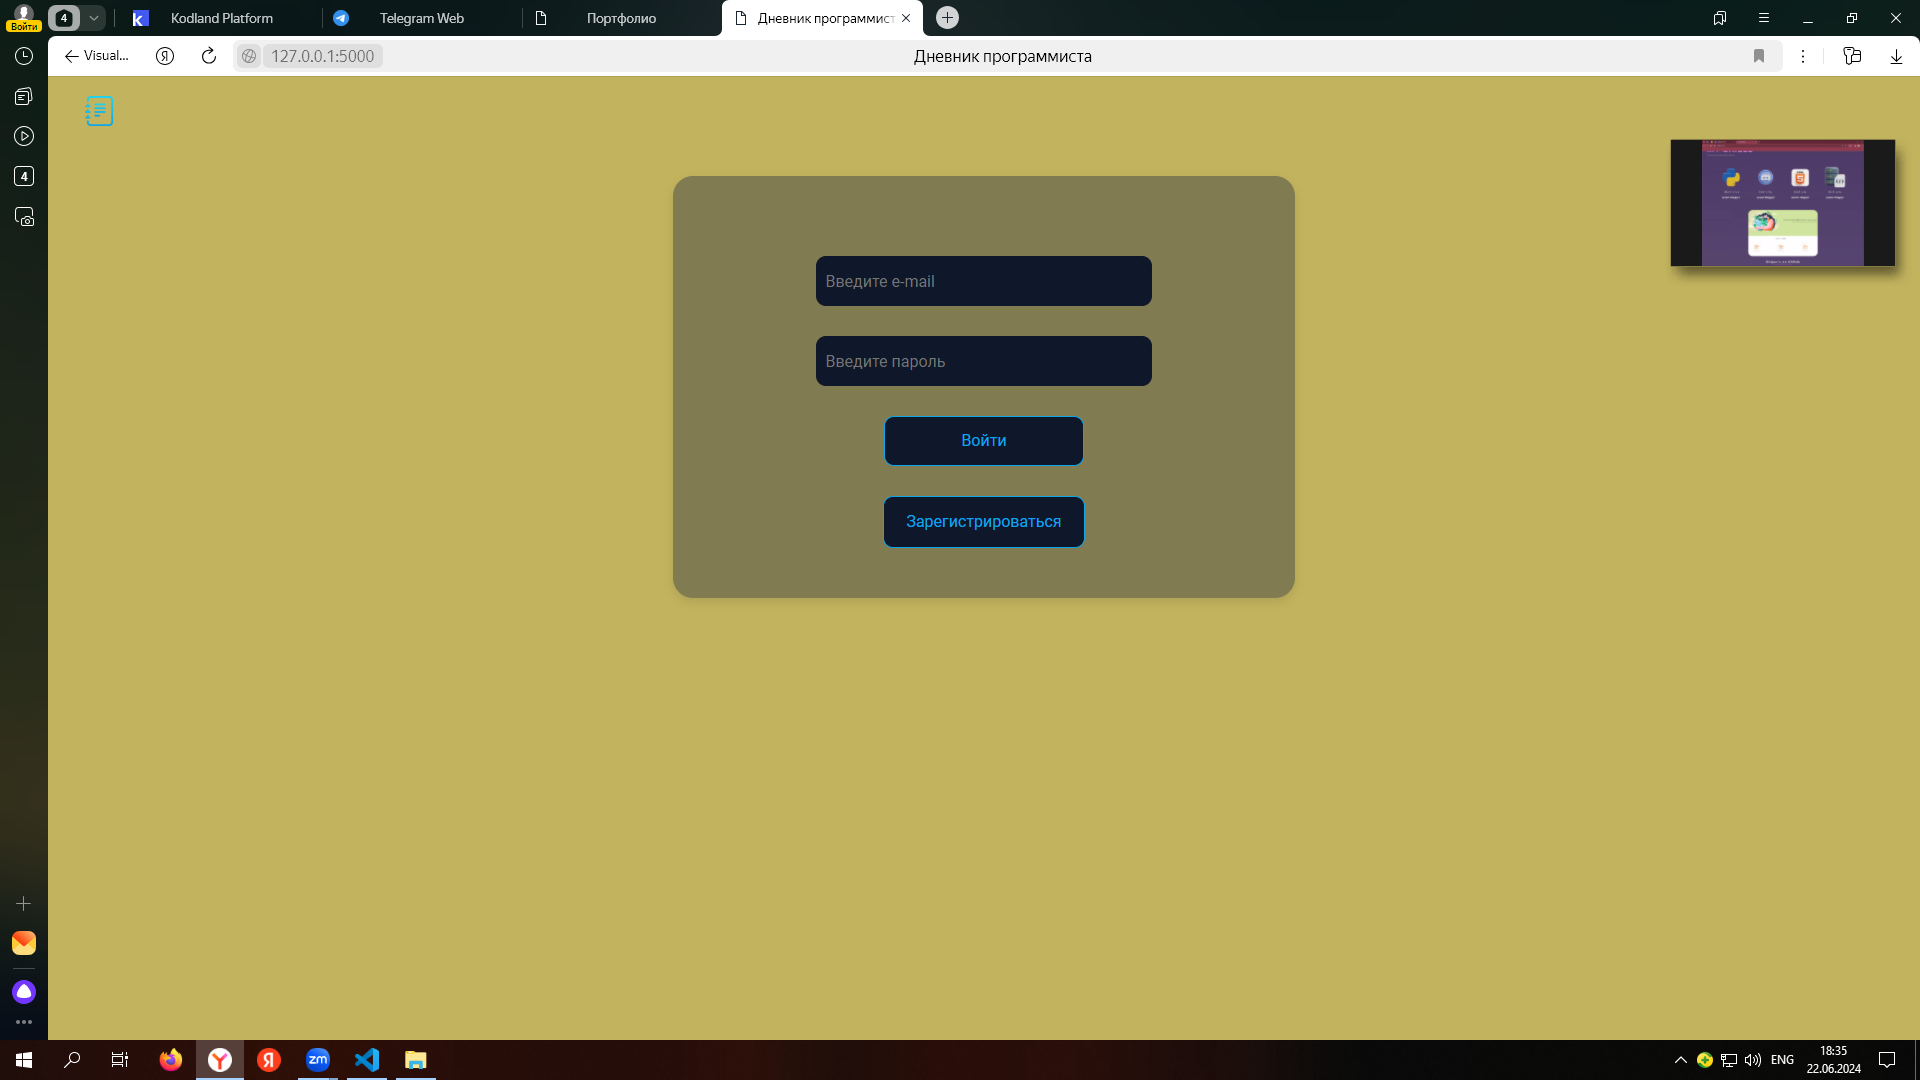 Войти
4
Kodland Platform
Telegram Web
Портфолио
Дневник программист
Visual...
127.0.0.1:5000
Дневник программиста
4
Введите e-mail
Введите пароль
Войти
Зарегистрироваться
zm
ENG
18:35
22.06.2024